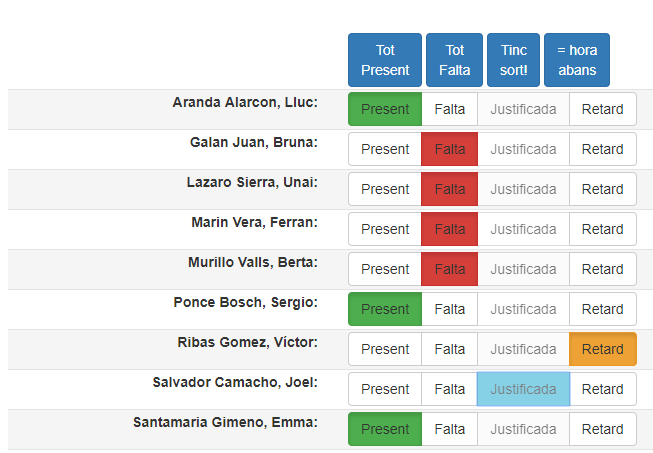 Tot Present Tot Falta Tinc sort! = hora abans
Aranda Alarcon, Lluc: Present Falta Justificada Retard
Galan Juan, Bruna: Present Falta Justificada Retard
Lazaro Sierra, Unai: Present Falta Justificada Retard
Marin Vera, Ferran: Present Falta Justificada Retard
Murillo Valls, Berta: Present Falta Justificada Retard
Ponce Bosch, Sergio: Present Falta Justificada Retard
Ribas Gomez, Victor: Present Falta Justificada Retard
Salvador Camacho, Joel: Present Falta Justificada Retard
Santamaria Gimeno, Emma: Present Falta Justificada Retard